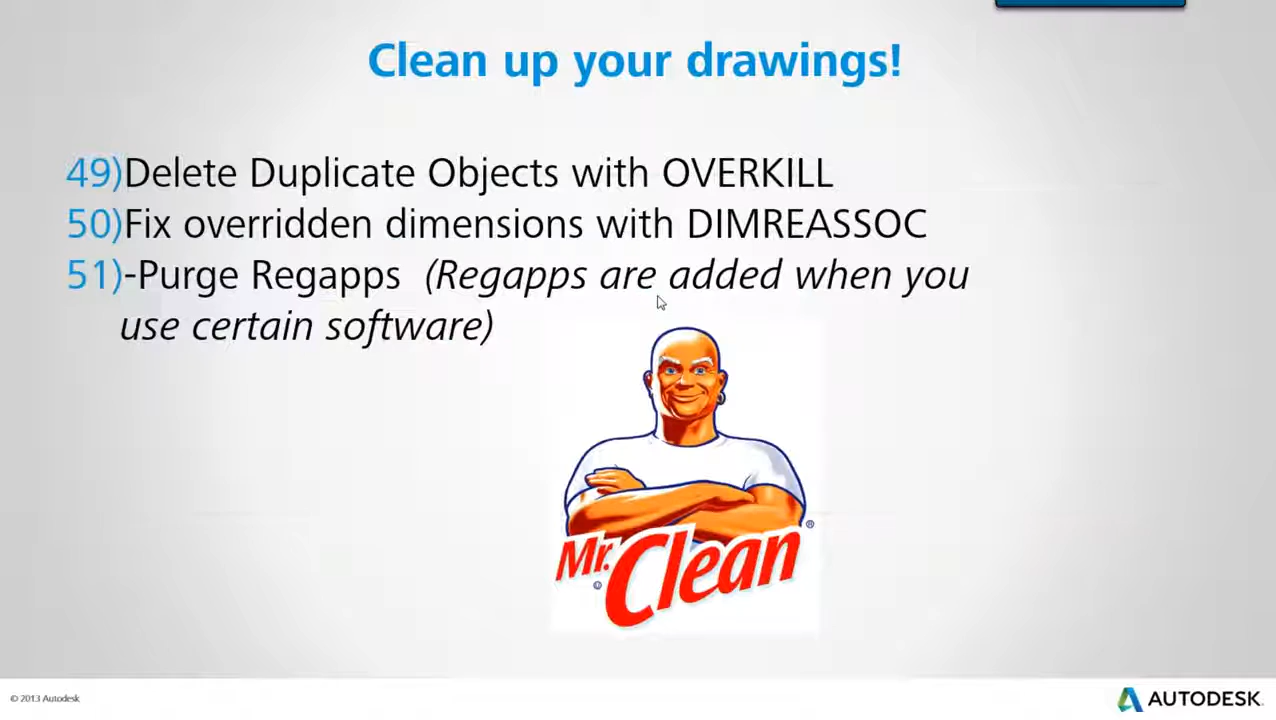 Clean up your drawings!
49)Delete Duplicate Objects with OVERKILL
50)Fix overridden dimensions with DIMREASSOC
51)-Purge Regapps (Regapps are added when you
use certain software)
Mr. Clean
®
©
© 2013 Autodesk
AUTODESK.